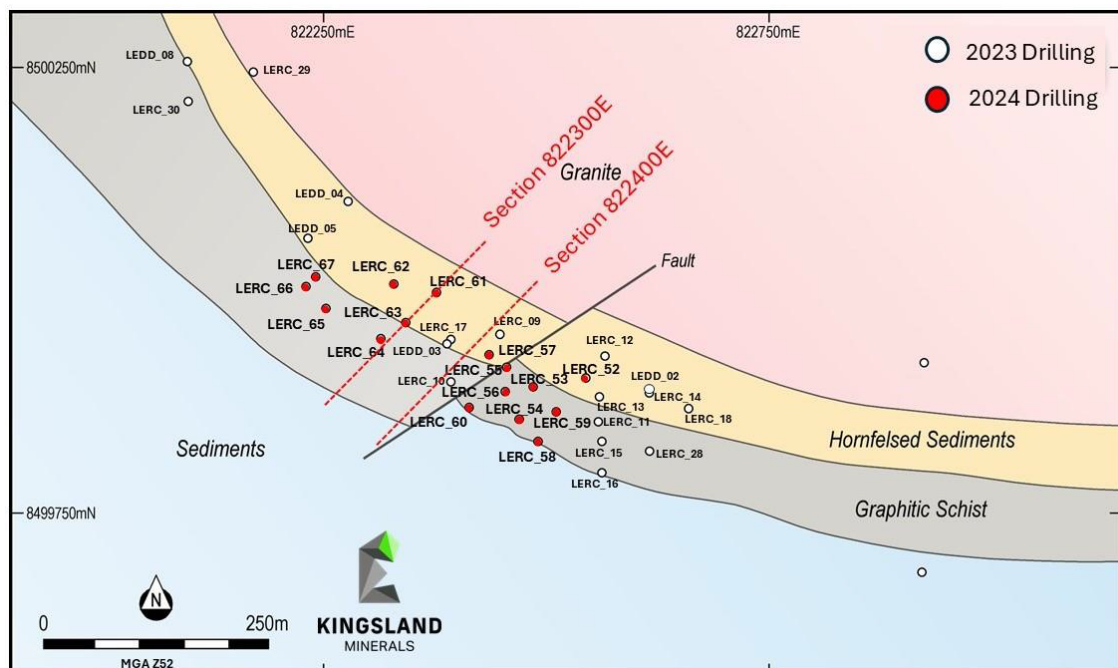 822250mE
822750mE
8500250mN
8499750mN
2023 Drilling
2024 Drilling
LEDD_08
LERC_29
LERC_30
Section 822300E
Section 822400E
Granite
LEDD_04
LEDD_05
Fault
LERC_67
LERC_62
LERC_66
LERC_61
LERC_65
LERC_63
LERC_17
LERC_09
LERC_64
LEDD_03
LERC_57
LERC_12
LERC_55
LERC_52
LERC_10
LERC_53
LEDD_02
LERC_56
LERC_14
LERC_54
LERC_13
LERC_60
LERC_59
LERC_11
LERC_18
LERC_58
LERC_15
LERC_28
LERC_16
Sediments
Hornfelsed Sediments
Graphitic Schist
N
0
250m
MGA Z52
KINGSLAND
MINERALS